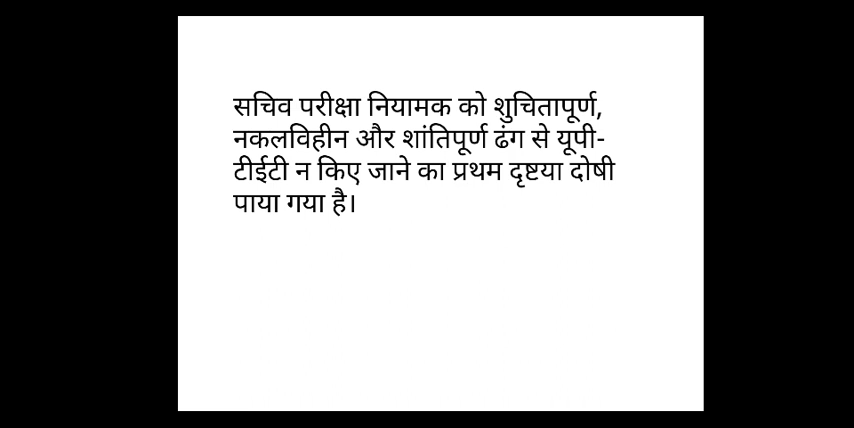 सचिव परीक्षा नियामक को शुचितापूर्ण,
नकलविहीन और शांतिपूर्ण ढंग से यूपी-
टीईटी न किए जाने का प्रथम दृष्टया दोषी
पाया गया है।